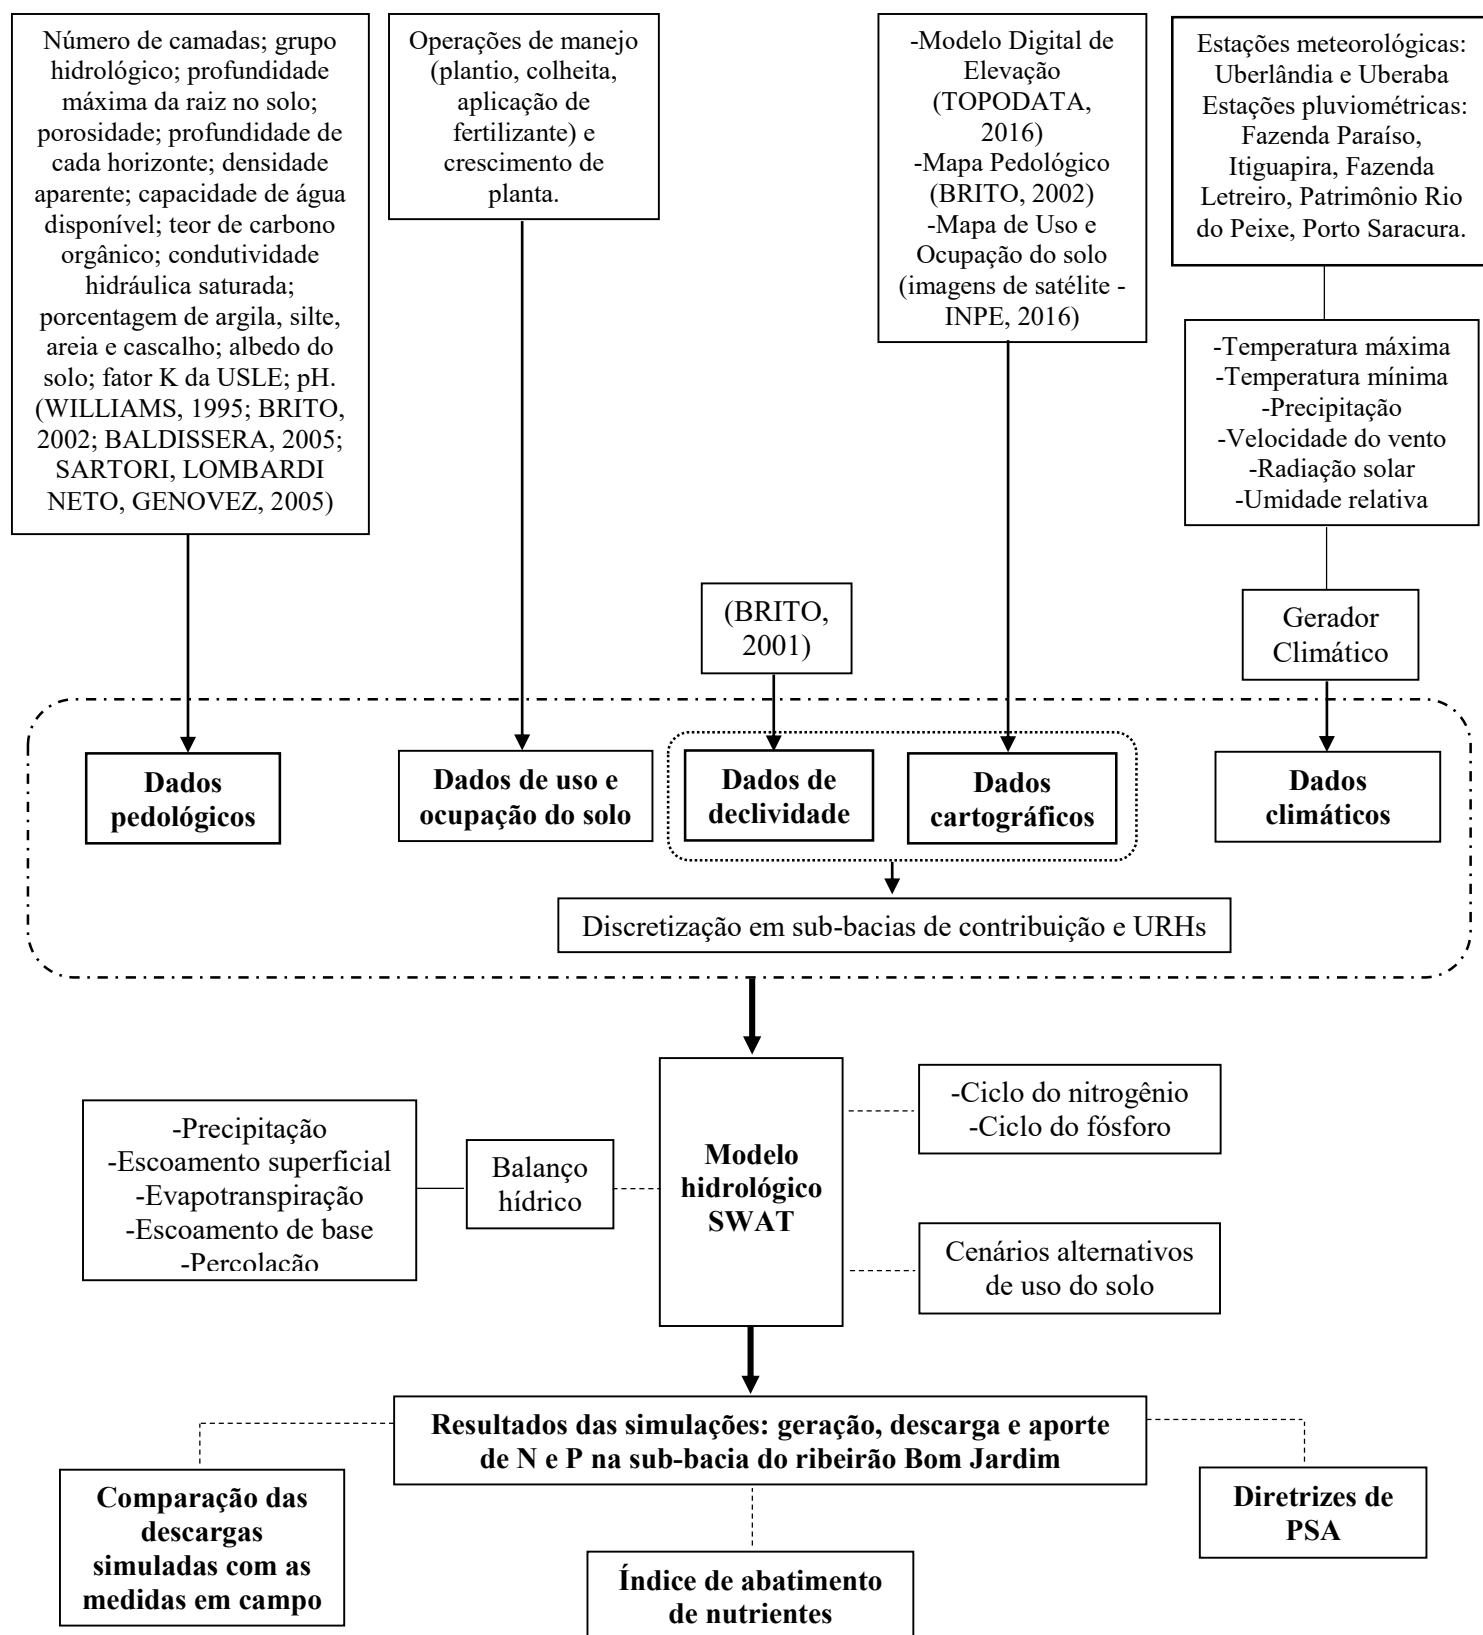 Número de camadas; grupo
hidrológico; profundidade
máxima da raiz no solo;
porosidade; profundidade de
cada horizonte; densidade
aparente; capacidade de água
disponível; teor de carbono
orgânico; condutividade
hidráulica saturada;
porcentagem de argila, silte,
areia e cascalho; albedo do
solo; fator K da USLE; pH.
(WILLIAMS, 1995; BRITO,
2002; BALDISSERA, 2005;
SARTORI, LOMBARDI
NETO, GENOVEZ, 2005)
Operações de manejo
(plantio, colheita,
aplicação de
fertilizante) e
crescimento de
planta.
-Modelo Digital de
Elevação
(TOPODATA,
2016)
-Mapa Pedológico
(BRITO, 2002)
-Mapa de Uso e
Ocupação do solo
(imagens de satélite -
INPE, 2016)
Estações meteorológicas:
Uberlândia e Uberaba
Estações pluviométricas:
Fazenda Paraíso,
Itiguapira, Fazenda
Letreiro, Patrimônio Rio
do Peixe, Porto Saracura.
-Temperatura máxima
-Temperatura mínima
-Precipitação
-Velocidade do vento
-Radiação solar
-Umidade relativa
(BRITO,
2001)
Gerador
Climático
Dados
pedológicos
Dados de uso e
ocupação do solo
Dados de
declividade
Dados
cartográficos
Dados
climáticos
Discretização em sub-bacias de contribuição e URHs
-Precipitação
-Escoamento superficial
-Evapotranspiração
-Escoamento de base
-Percolação
Balanço
hídrico
Modelo
hidrológico
SWAT
-Ciclo do nitrogênio
-Ciclo do fósforo
Cenários alternativos
de uso do solo
Resultados das simulações: geração, descarga e aporte
de N e P na sub-bacia do ribeirão Bom Jardim
Comparação das
descargas
simuladas com as
medidas em campo
Índice de abatimento
de nutrientes
Diretrizes de
PSA